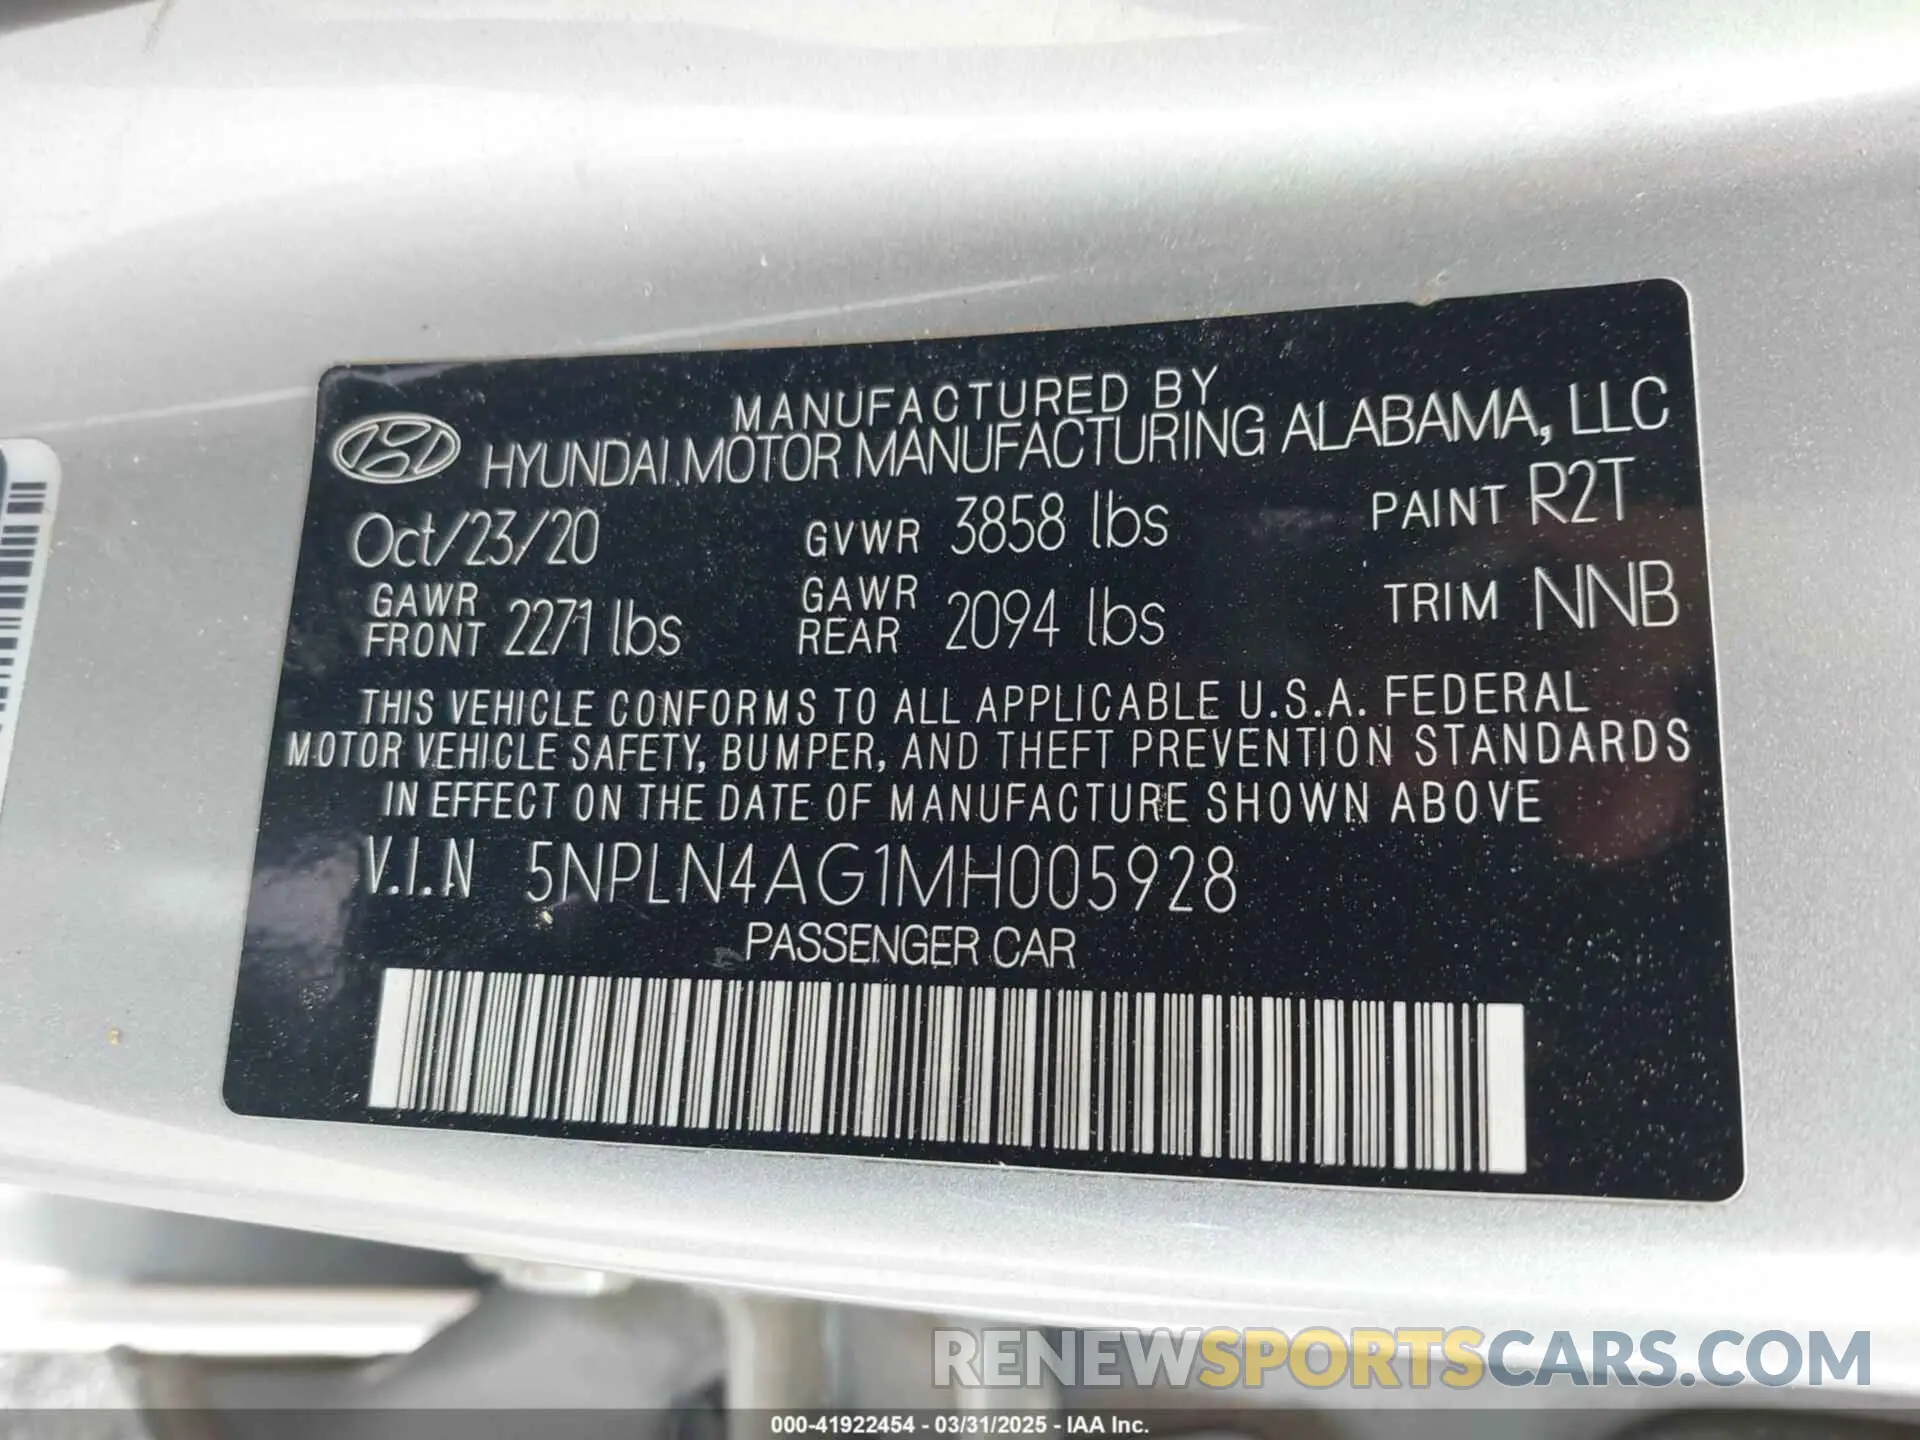 MANUFACTURED BY
HYUNDAI MOTOR MANUFACTURING ALABAMA, LLC
Oct/23/20 GVWR 3858 lbs PAINT R2T
GAWR FRONT 2271 lbs GAWR REAR 2094 lbs TRIM NNB
THIS VEHICLE CONFORMS TO ALL APPLICABLE U.S.A. FEDERAL
MOTOR VEHICLE SAFETY, BUMPER, AND THEFT PREVENTION STANDARDS
IN EFFECT ON THE DATE OF MANUFACTURE SHOWN ABOVE
V.I.N 5NPLN4AG1MH005928
PASSENGER CAR
RENEWSPORTSCARS.COM
000-41922454 - 03/31/2025 - IAA Inc.